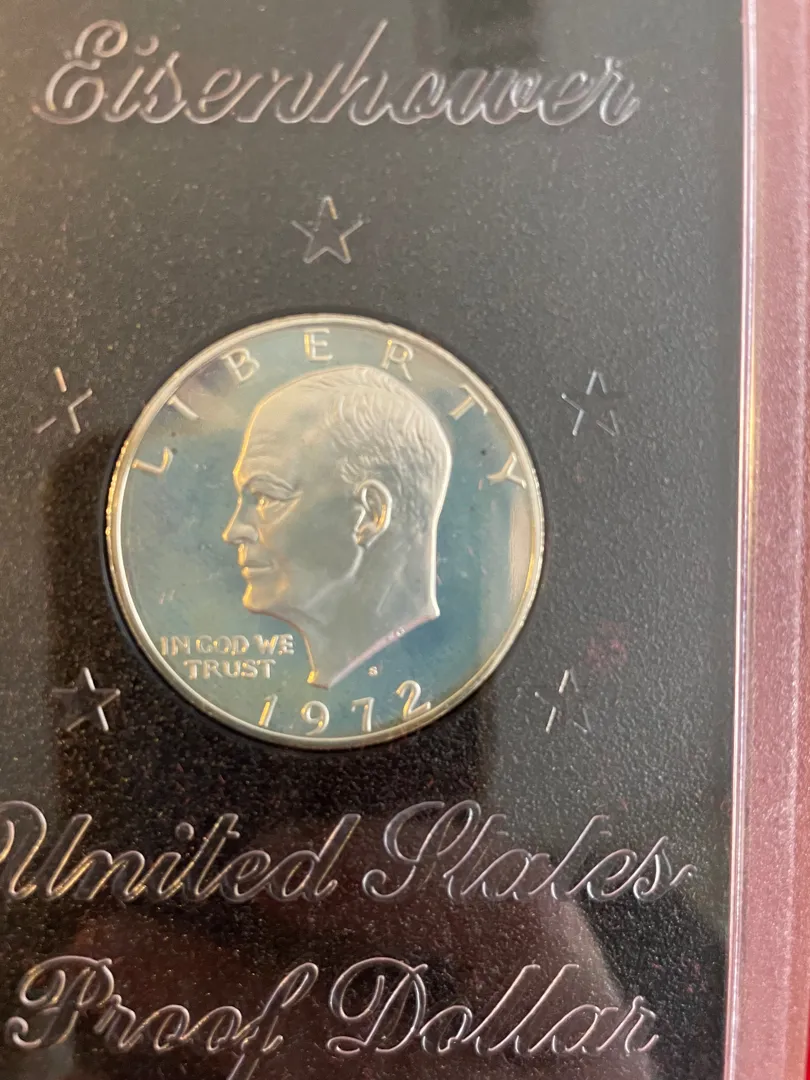 Eisenhower
LIBERTY
IN GOD WE
TRUST
S
1972
United States
Proof Dollar